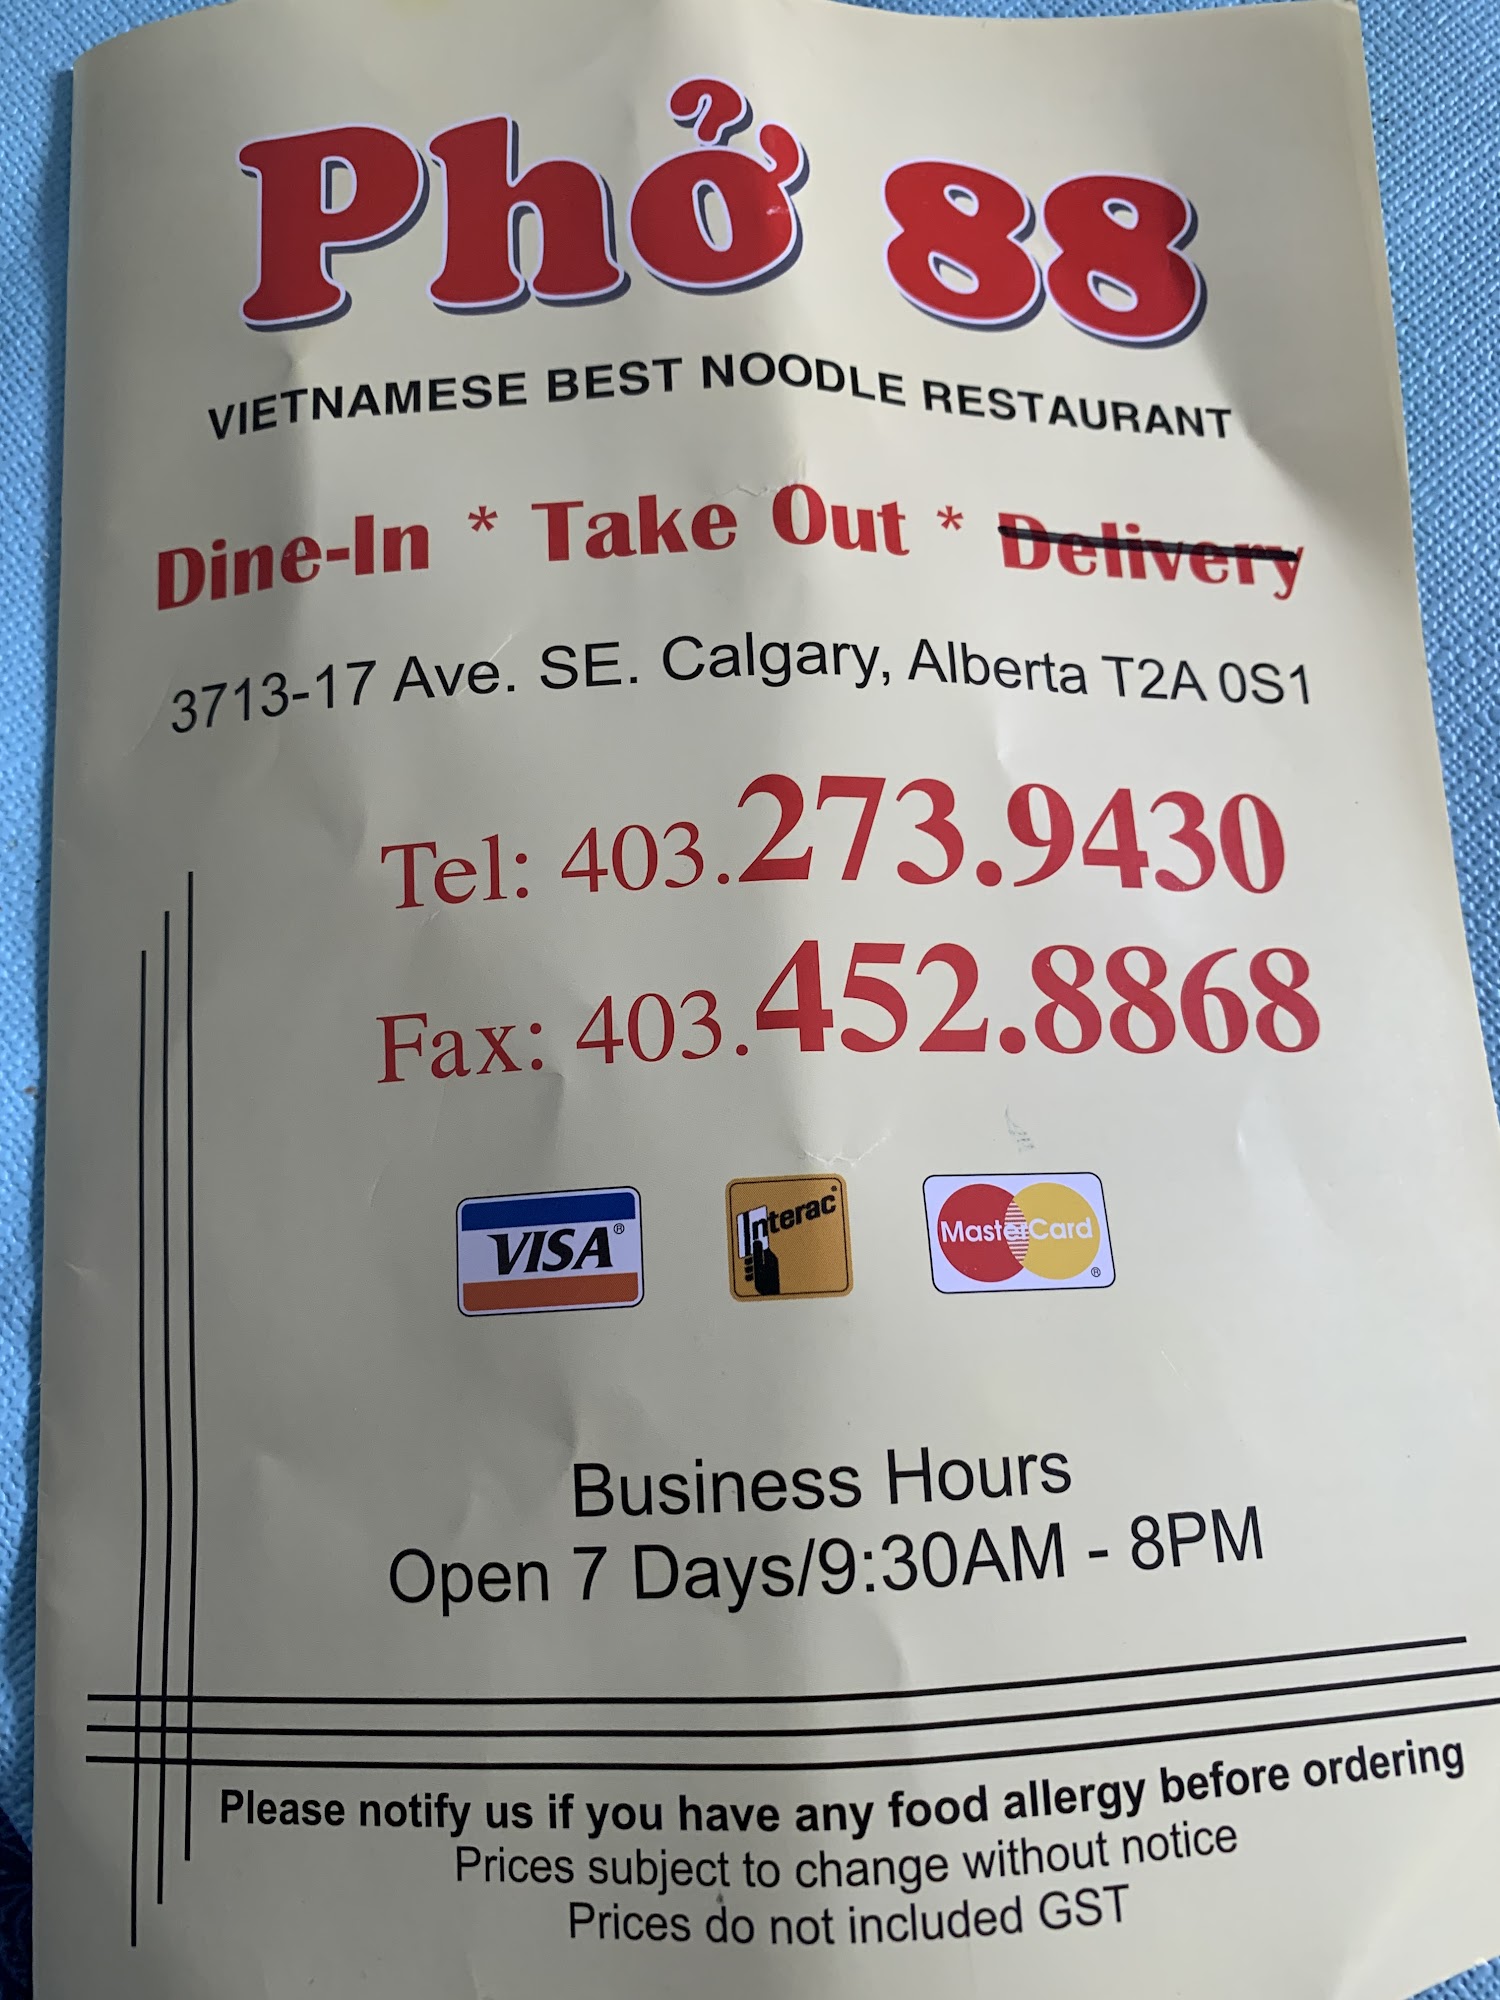 Phở 88
VIETNAMESE BEST NOODLE RESTAURANT
Dine-In * Take Out * Delivery
3713-17 Ave. SE. Calgary, Alberta T2A 0S1
Tel: 403.273.9430
Fax: 403.452.8868
VISA® Interac® MasterCard®
Business Hours
Open 7 Days/9:30AM - 8PM
Please notify us if you have any food allergy before ordering
Prices subject to change without notice
Prices do not included GST